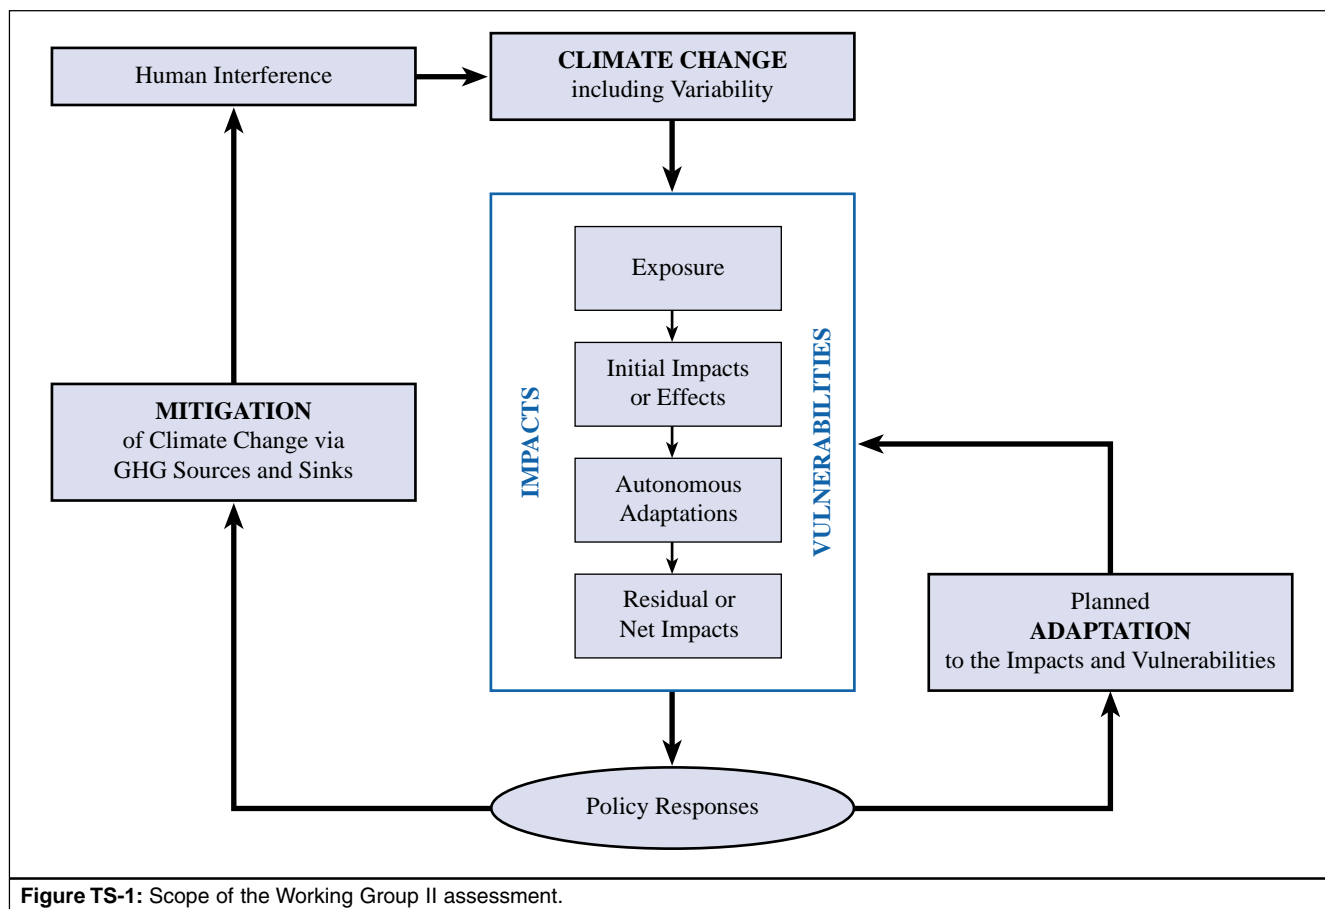 Human Interference
CLIMATE CHANGE
including Variability
Exposure
Initial Impacts
or Effects
IMPACTS
VULNERABILITIES
MITIGATION
of Climate Change via
GHG Sources and Sinks
Autonomous
Adaptations
Residual or
Net Impacts
Planned
ADAPTATION
to the Impacts and Vulnerabilities
Policy Responses
Figure TS-1: Scope of the Working Group II assessment.